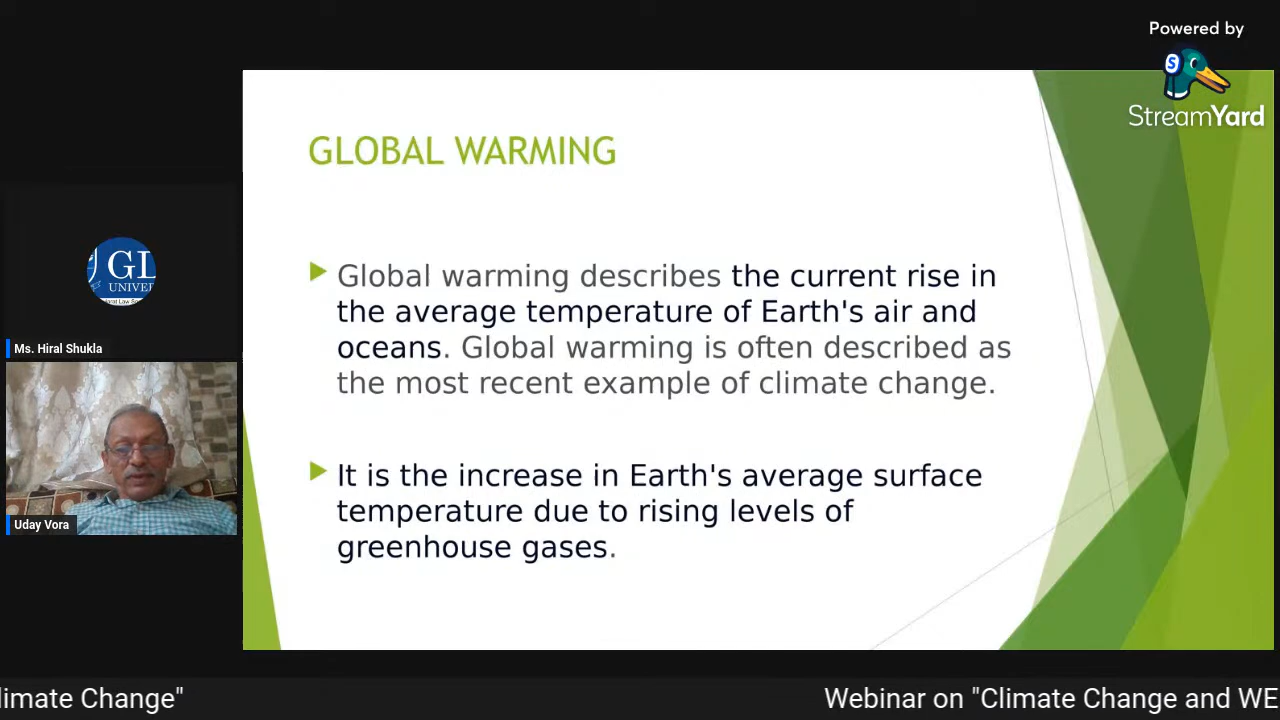 Powered by
StreamYard
GLOBAL WARMING
Global warming describes the current rise in
the average temperature of Earth's air and
oceans. Global warming is often described as
the most recent example of climate change.
It is the increase in Earth's average surface
temperature due to rising levels of
greenhouse gases.
GL
UNIVER
Ms. Hiral Shukla
Uday Vora
limate Change"
Webinar on "Climate Change and WE